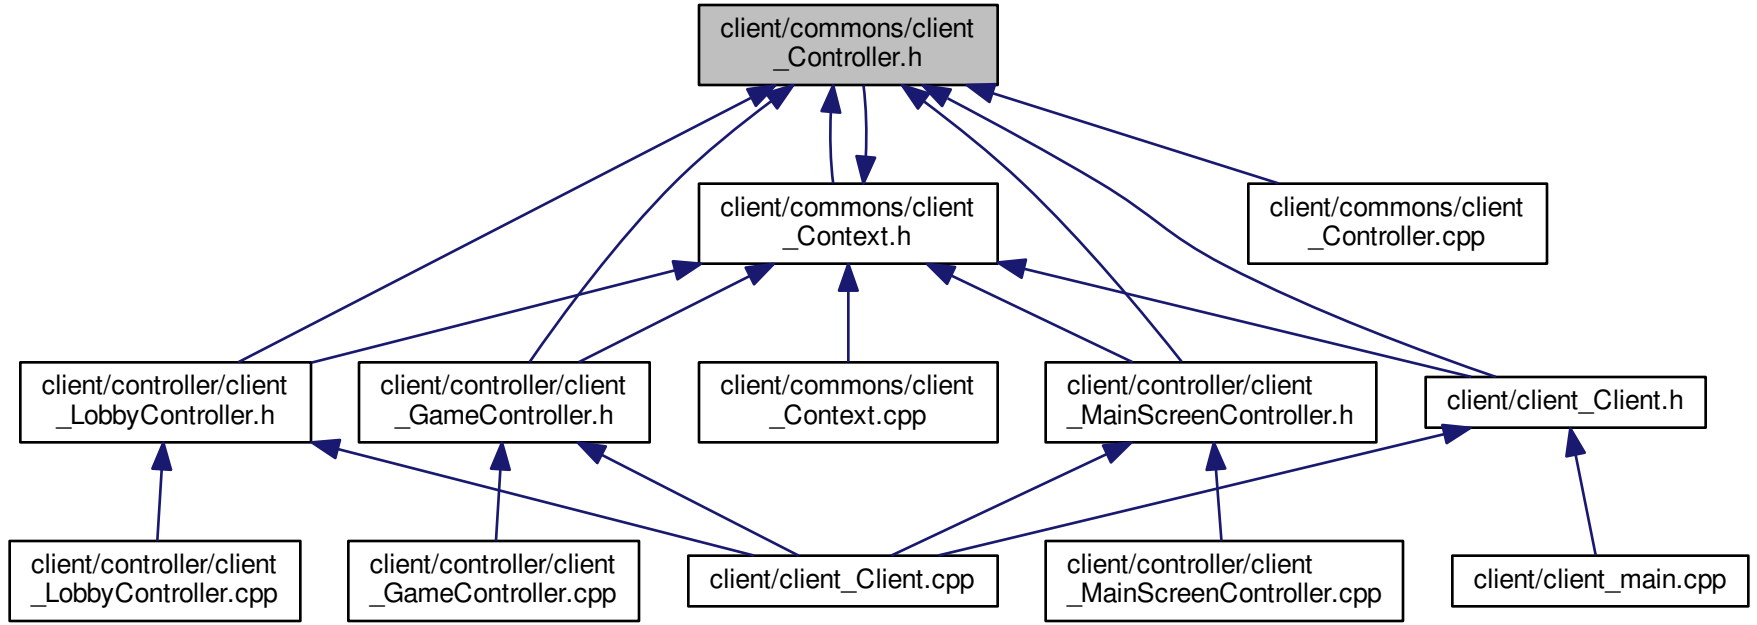 client/commons/client
_Controller.h
client/commons/client
_Context.h
client/commons/client
_Controller.cpp
client/controller/client
_LobbyController.h
client/controller/client
_GameController.h
client/commons/client
_Context.cpp
client/controller/client
_MainScreenController.h
client/client_Client.h
client/controller/client
_LobbyController.cpp
client/controller/client
_GameController.cpp
client/client_Client.cpp
client/controller/client
_MainScreenController.cpp
client/client_main.cpp